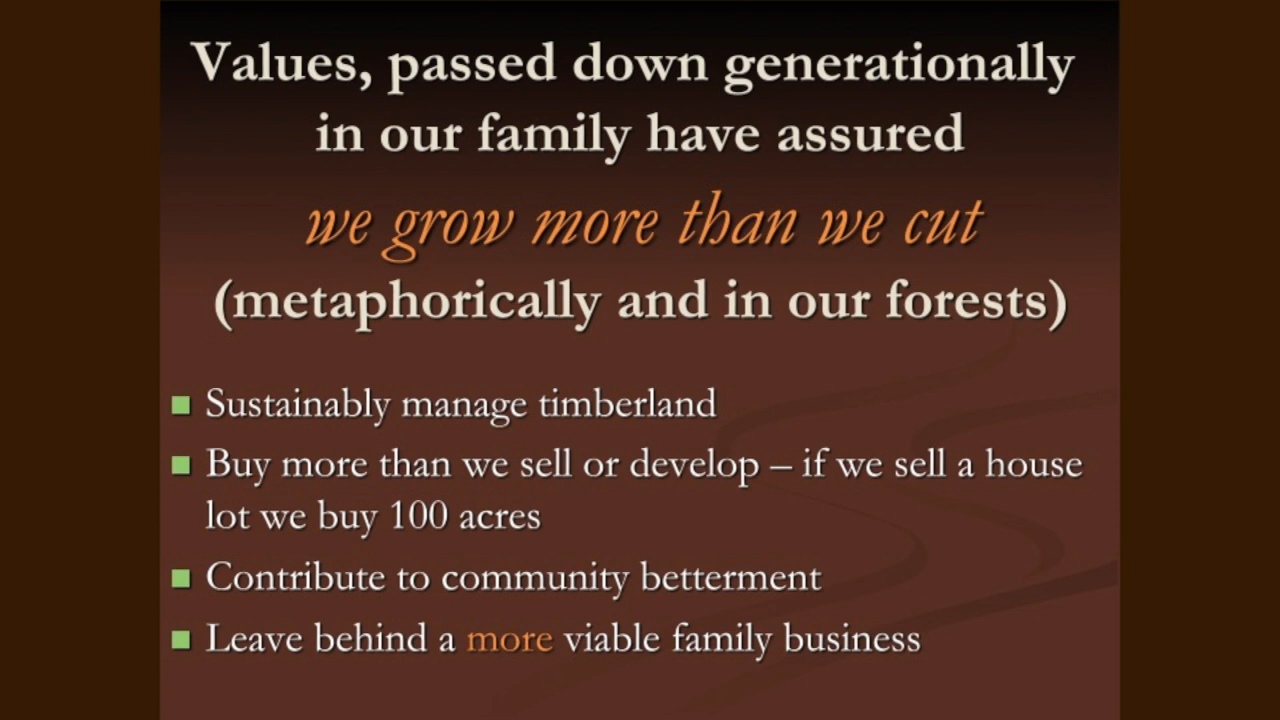 Values, passed down generationally
in our family have assured
we grow more than we cut
(metaphorically and in our forests)
Sustainably manage timberland
Buy more than we sell or develop – if we sell a house
lot we buy 100 acres
Contribute to community betterment
Leave behind a more viable family business